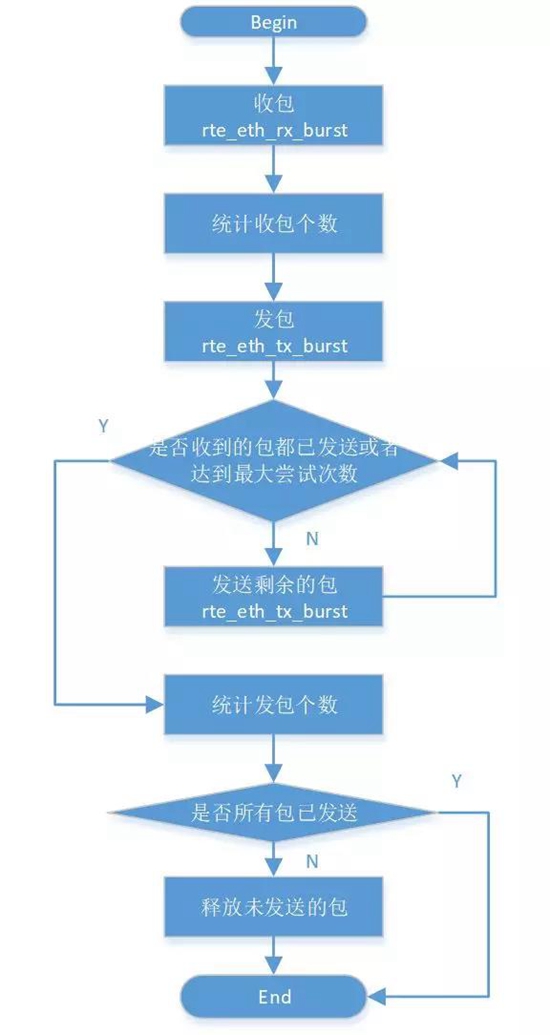 Begin
收包
rte_eth_rx_burst
统计收包个数
发包
rte_eth_tx_burst
Y
是否收到的包都已发送或者
达到最大尝试次数
N
发送剩余的包
rte_eth_tx_burst
统计发包个数
Y
是否所有包已发送
N
释放未发送的包
End